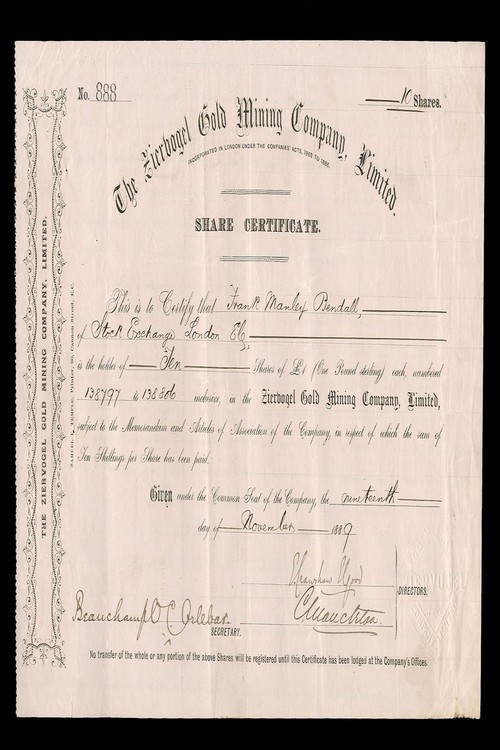 No. 888
10 Shares.
The Ziervogel Gold Mining Company, Limited.
INCORPORATED IN LONDON UNDER THE COMPANIES' ACTS, 1862 TO 1886.
SHARE CERTIFICATE.
This is to Certify that Frank Manley Bendall,
of Stock Exchange London EC,
is the holder of Ten Shares of £1 (One Pound sterling) each, numbered
138797 to 138806 inclusive, in the Ziervogel Gold Mining Company, Limited,
subject to the Memorandum and Articles of Association of the Company, in respect of which the sum of
Ten Shillings per Share has been paid.
Given under the Common Seal of the Company, the nineteenth
day of November 1889
DIRECTORS.
Beauchamp O C Orlebar.
SECRETARY.
No transfer of the whole or any portion of the above Shares will be registered until this Certificate has been lodged at the Company's Offices.
THE ZIERVOGEL GOLD MINING COMPANY, LIMITED.